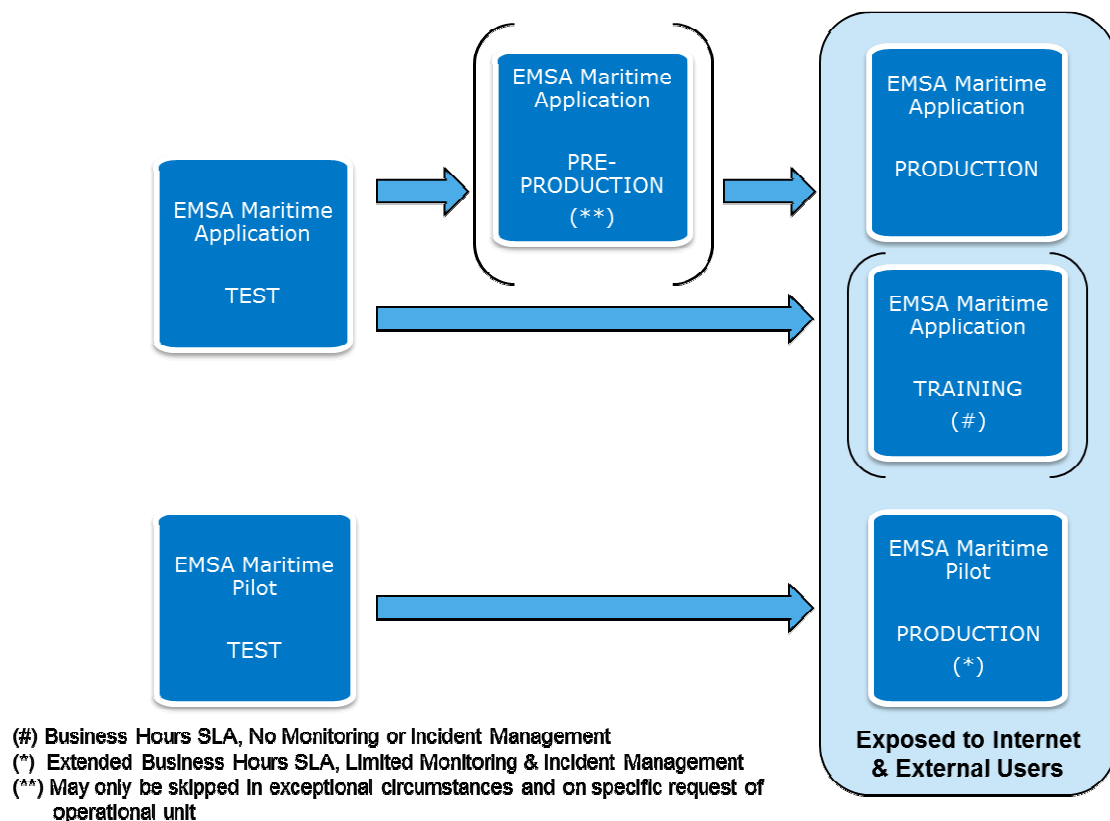 EMSA Maritime
Application
TEST
EMSA Maritime
Application
PRE-
PRODUCTION
(**)
EMSA Maritime
Application
PRODUCTION
EMSA Maritime
Application
TRAINING
(#)
EMSA Maritime
Pilot
TEST
EMSA Maritime
Pilot
PRODUCTION
(*)
Exposed to Internet
& External Users
(#) Business Hours SLA, No Monitoring or Incident Management
(*) Extended Business Hours SLA, Limited Monitoring & Incident Management
(**) May only be skipped in exceptional circumstances and on specific request of
operational unit